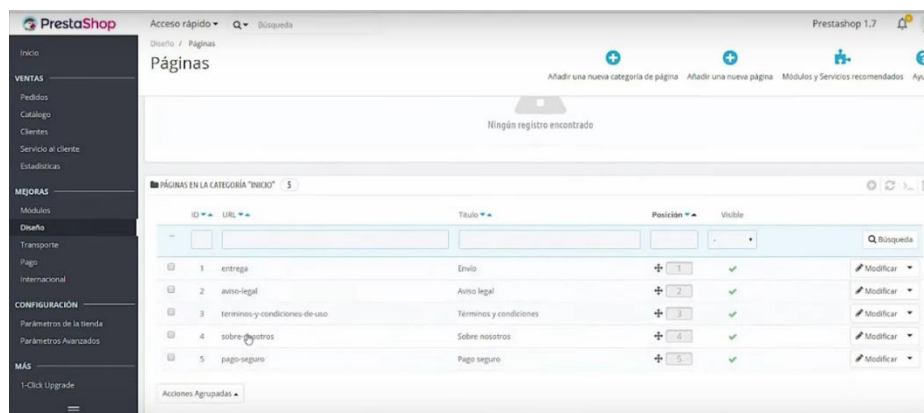 PrestaShop Acceso rápido Búsqueda Prestashop 1.7
Diseño / Páginas
Páginas
Añadir una nueva categoría de página Añadir una nueva página Módulos y Servicios recomendados
Inicio
VENTAS
Pedidos
Catálogo
Clientes
Servicio al cliente
Estadísticas
MEJORAS
Módulos
Diseño
Transporte
Pago
Internacional
CONFIGURACIÓN
Parámetros de la tienda
Parámetros Avanzados
MÁS
1-Click Upgrade
Ningún registro encontrado
PÁGINAS EN LA CATEGORÍA "INICIO" 5
ID URL Título Posición Visible
-- - Búsqueda
1 entrega Envío 1 Modificar
2 aviso-legal Aviso legal 2 Modificar
3 terminos-y-condiciones-de-uso Términos y condiciones 3 Modificar
4 sobre-nosotros Sobre nosotros 4 Modificar
5 pago-seguro Pago seguro 5 Modificar
Acciones Agrupadas